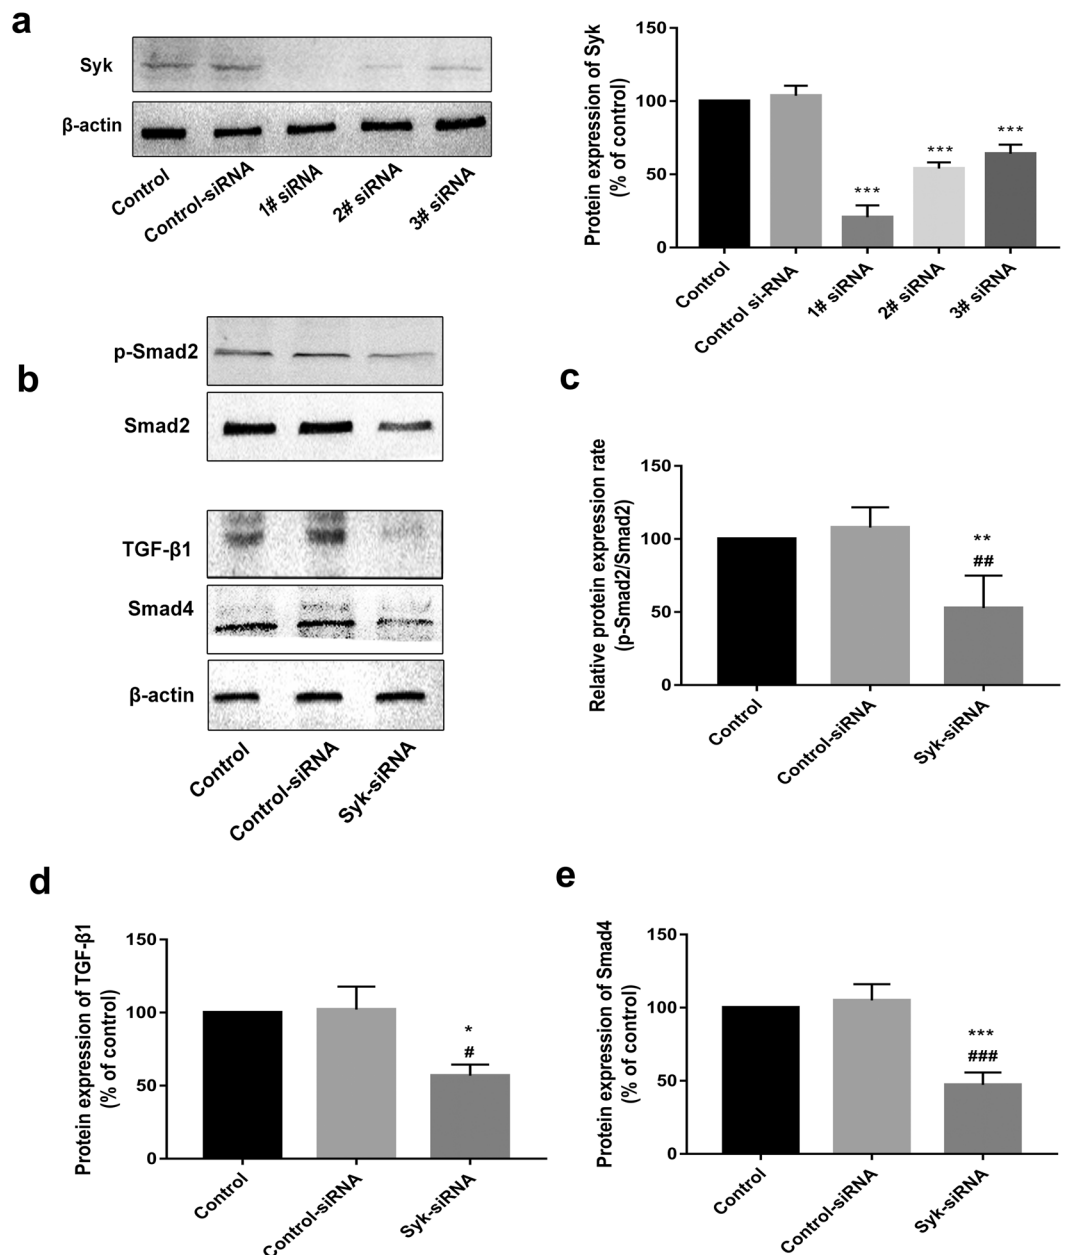 a
Syk
β-actin
Control
Control-siRNA
1# siRNA
2# siRNA
3# siRNA
Protein expression of Syk
(% of control)
150
100
50
0
***
***
***
Control
Control si-RNA
1# siRNA
2# siRNA
3# siRNA
b
p-Smad2
Smad2
TGF-β1
Smad4
β-actin
Control
Control-siRNA
Syk-siRNA
c
Relative protein expression rate
(p-Smad2/Smad2)
150
100
50
0
**
##
Control
Control-siRNA
Syk-siRNA
d
Protein expression of TGF-β1
(% of control)
150
100
50
0
*
#
Control
Control-siRNA
Syk-siRNA
e
Protein expression of Smad4
(% of control)
150
100
50
0
***
###
Control
Control-siRNA
Syk-siRNA